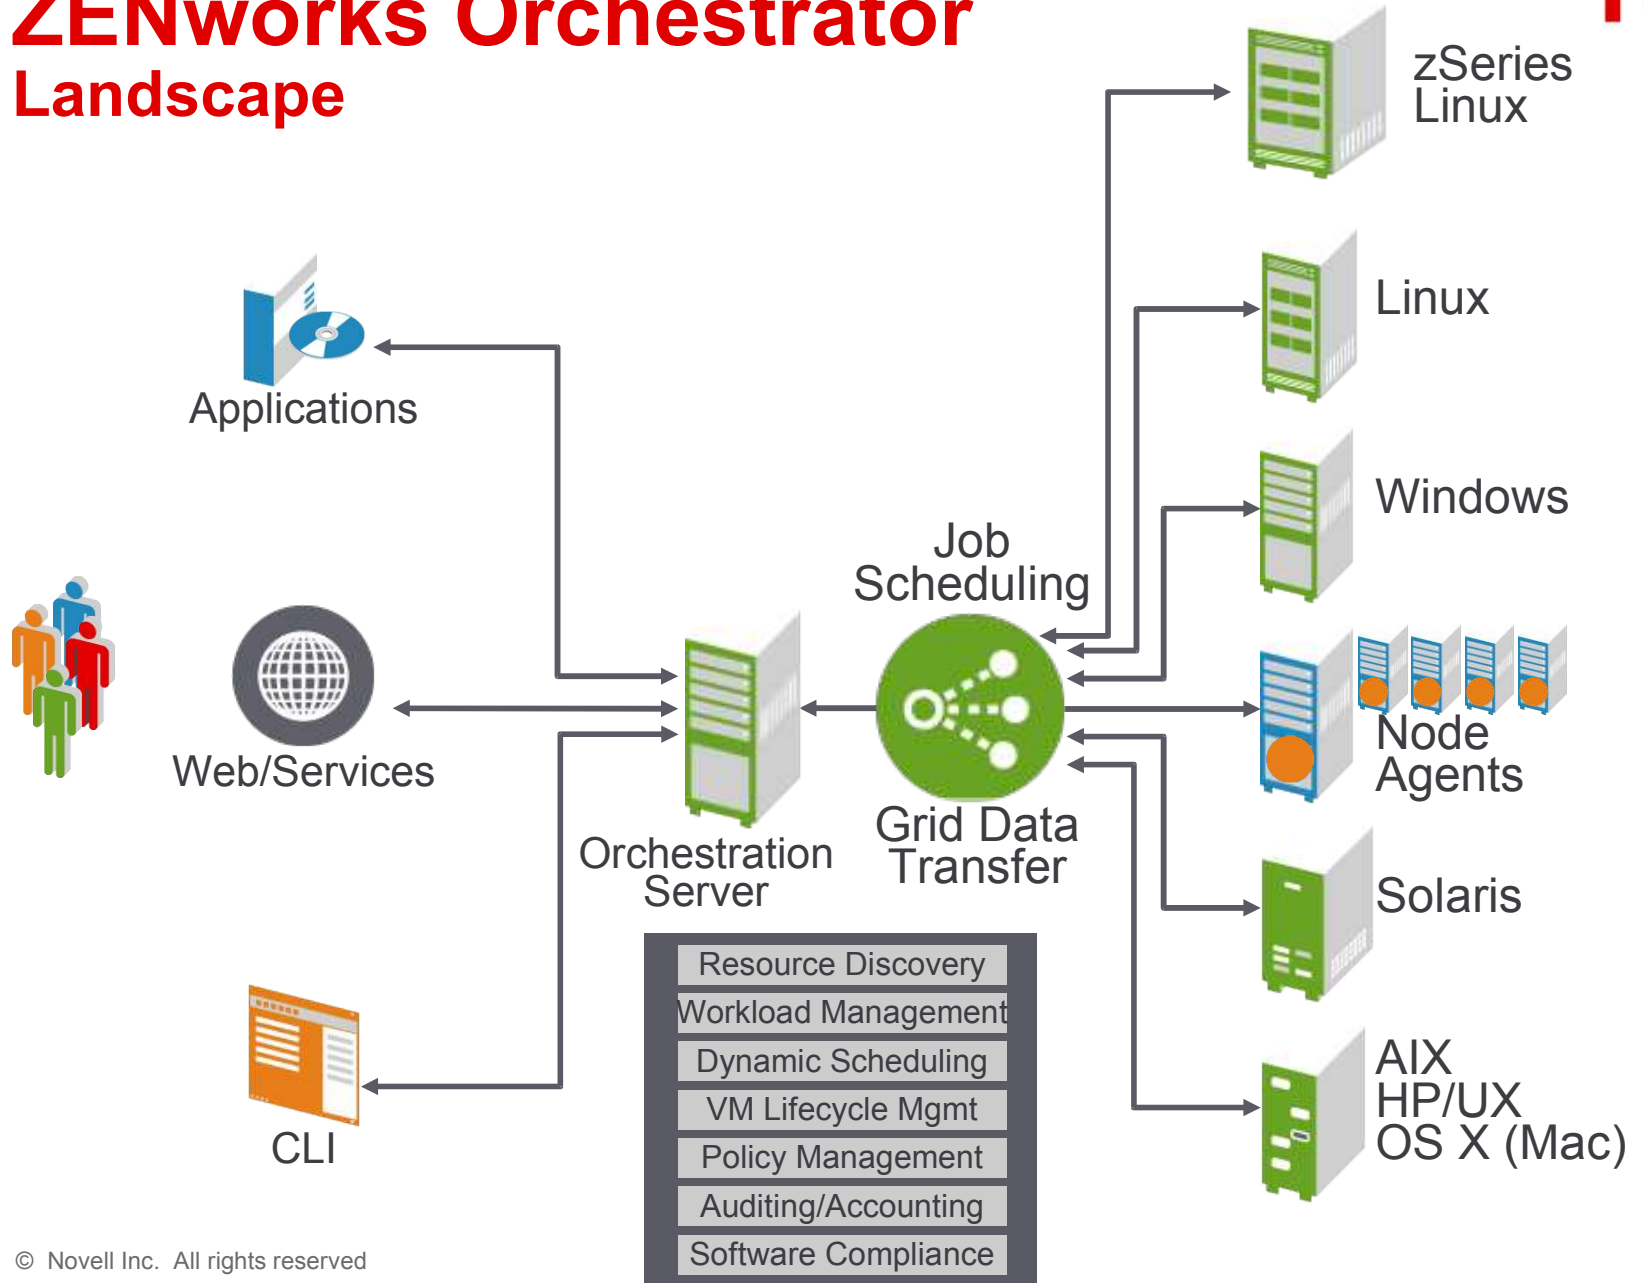 ZENworks Orchestrator
Landscape
zSeries
Linux
Linux
Applications
Windows
Job
Scheduling
Web/Services
Node
Agents
Grid Data
Transfer
Orchestration
Server
Solaris
Resource Discovery
Workload Management
Dynamic Scheduling
VM Lifecycle Mgmt
Policy Management
Auditing/Accounting
Software Compliance
CLI
AIX
HP/UX
OS X (Mac)
© Novell Inc. All rights reserved